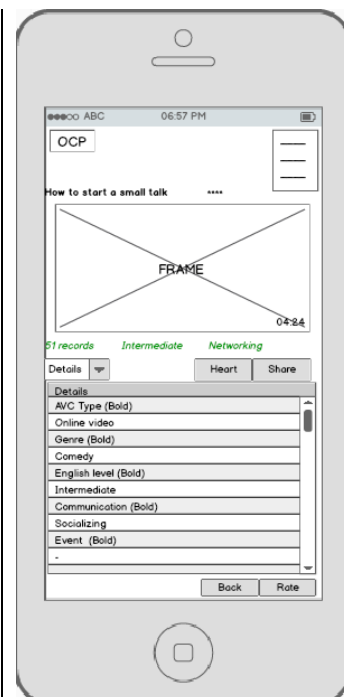 ABC 06:57 PM
OCP
How to start a small talk ****
FRAME
04:24
51 records Intermediate Networking
Details Heart Share
Details
AVC Type (Bold)
Online video
Genre (Bold)
Comedy
English level (Bold)
Intermediate
Communication (Bold)
Socializing
Event (Bold)
-
Back Rate